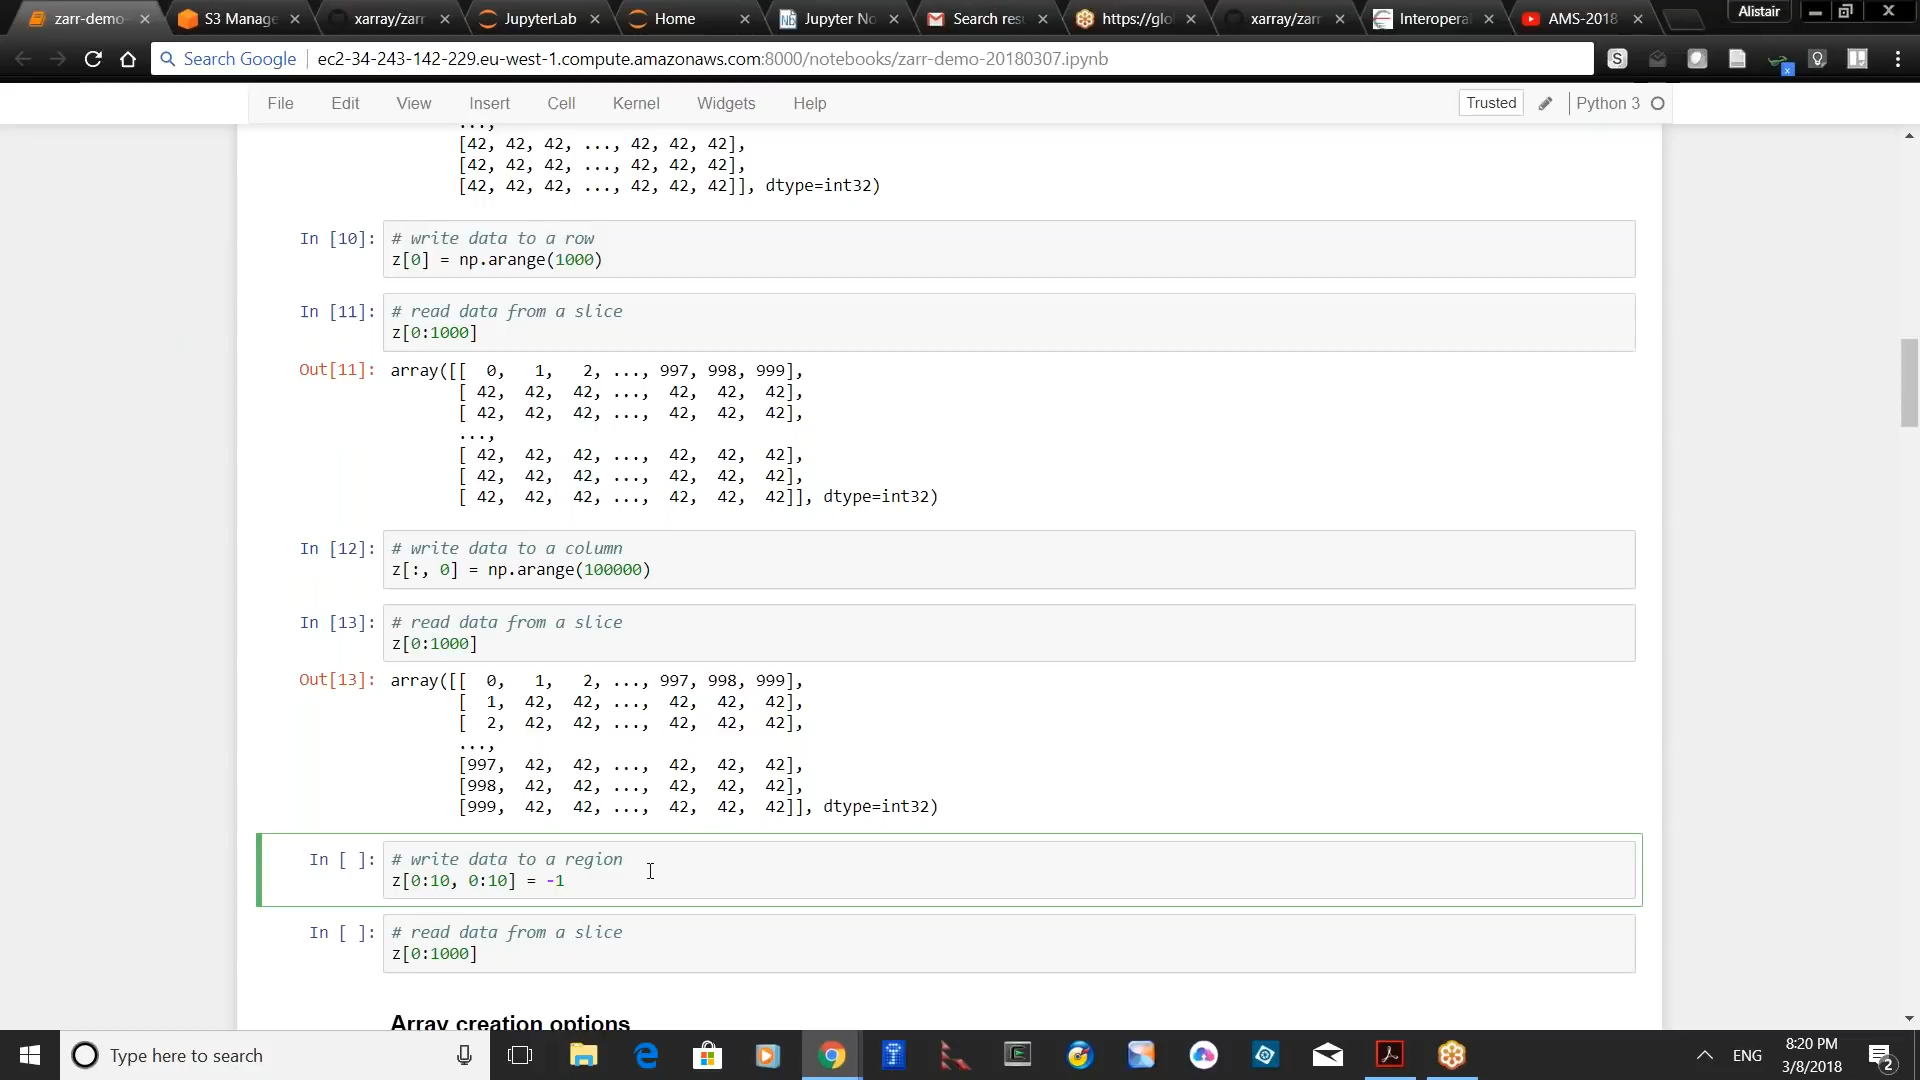 zarr-demo
S3 Manage
xarray/zarr
JupyterLab
Home
Jupyter No
Search res
https://glo
xarray/zarr
Interopera
AMS-2018
Alistair
Search Google
ec2-34-243-142-229.eu-west-1.compute.amazonaws.com:8000/notebooks/zarr-demo-20180307.ipynb
File Edit View Insert Cell Kernel Widgets Help Trusted Python 3
...,
[42, 42, 42, ..., 42, 42, 42],
[42, 42, 42, ..., 42, 42, 42],
[42, 42, 42, ..., 42, 42, 42]], dtype=int32)
In [10]: # write data to a row
z[0] = np.arange(1000)
In [11]: # read data from a slice
z[0:1000]
Out[11]: array([[ 0, 1, 2, ..., 997, 998, 999],
[ 42, 42, 42, ..., 42, 42, 42],
[ 42, 42, 42, ..., 42, 42, 42],
...,
[ 42, 42, 42, ..., 42, 42, 42],
[ 42, 42, 42, ..., 42, 42, 42],
[ 42, 42, 42, ..., 42, 42, 42]], dtype=int32)
In [12]: # write data to a column
z[:, 0] = np.arange(100000)
In [13]: # read data from a slice
z[0:1000]
Out[13]: array([[ 0, 1, 2, ..., 997, 998, 999],
[ 1, 42, 42, ..., 42, 42, 42],
[ 2, 42, 42, ..., 42, 42, 42],
...,
[997, 42, 42, ..., 42, 42, 42],
[998, 42, 42, ..., 42, 42, 42],
[999, 42, 42, ..., 42, 42, 42]], dtype=int32)
In [ ]: # write data to a region
z[0:10, 0:10] = -1
In [ ]: # read data from a slice
z[0:1000]
Array creation options
Type here to search
ENG
8:20 PM
3/8/2018
2